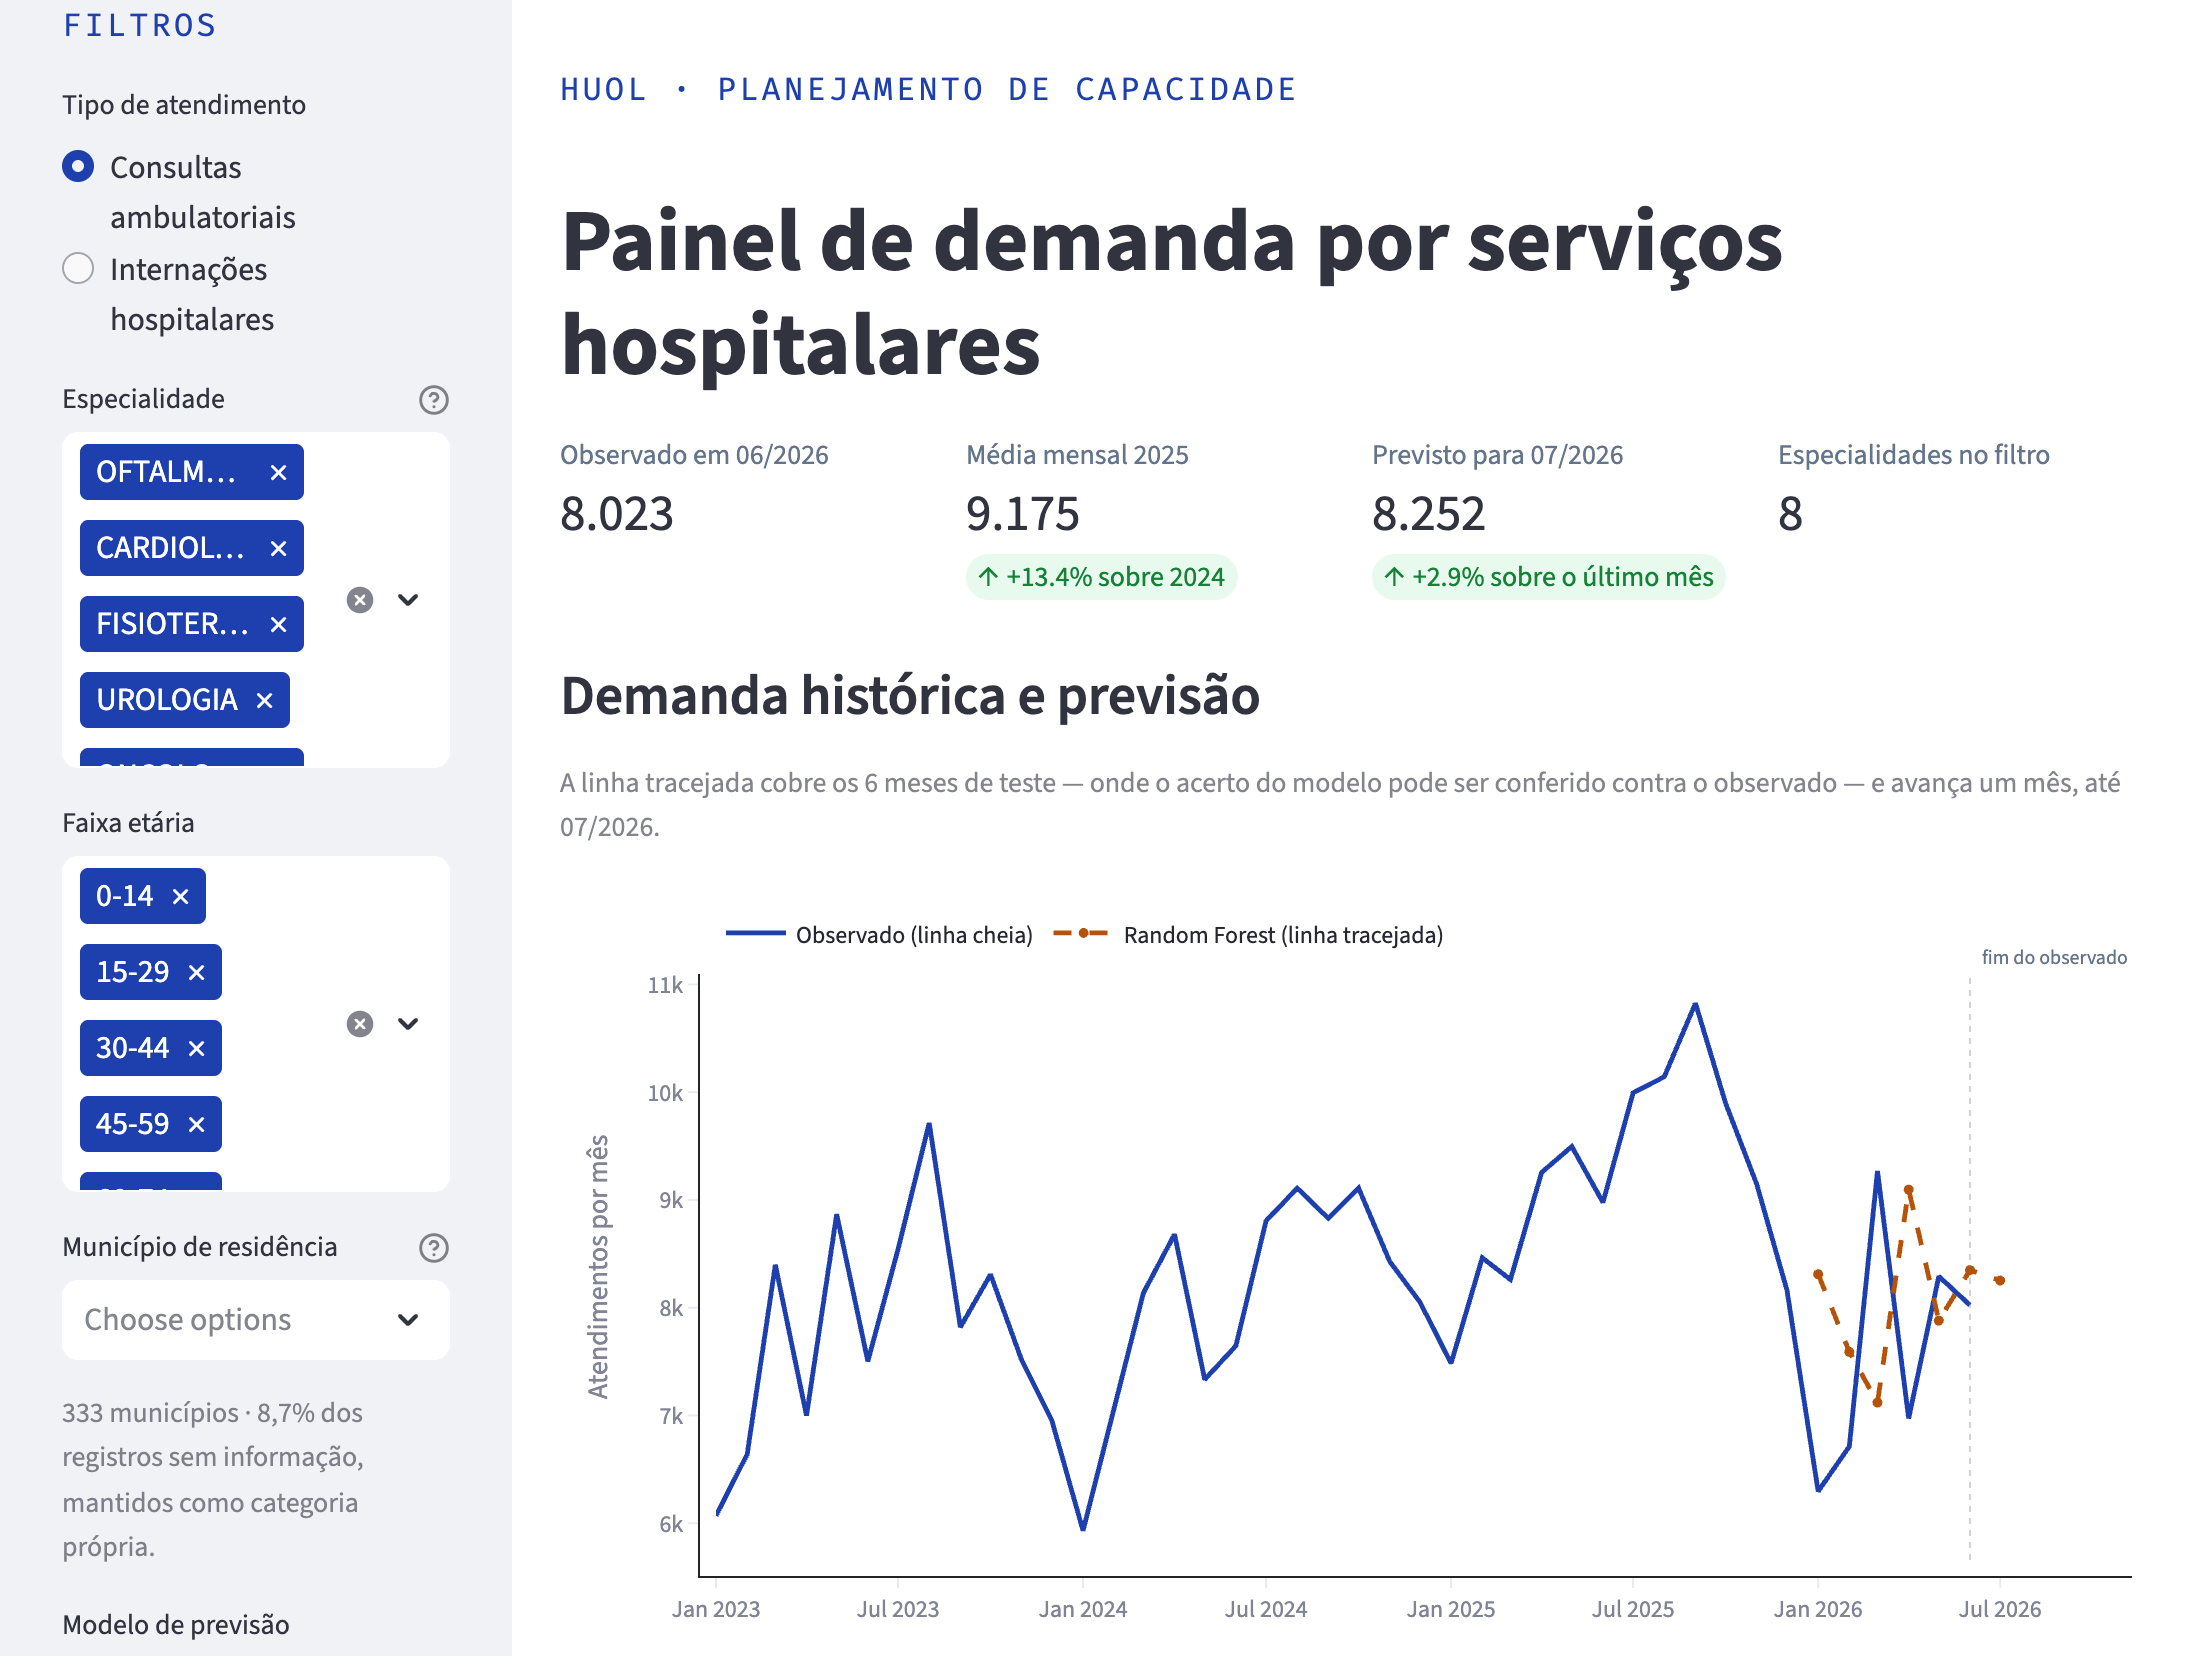 FILTROS
Tipo de atendimento
Consultas
ambulatoriais
Internações
hospitalares
Especialidade
OFTALM...
CARDIOL...
FISIOTER...
UROLOGIA
Faixa etária
0-14
15-29
30-44
45-59
Município de residência
Choose options
333 municípios · 8,7% dos
registros sem informação,
mantidos como categoria
própria.
Modelo de previsão
HUOL · PLANEJAMENTO DE CAPACIDADE
Painel de demanda por serviços
hospitalares
Observado em 06/2026
8.023
Média mensal 2025
9.175
↑ +13.4% sobre 2024
Previsto para 07/2026
8.252
↑ +2.9% sobre o último mês
Especialidades no filtro
8
Demanda histórica e previsão
A linha tracejada cobre os 6 meses de teste — onde o acerto do modelo pode ser conferido contra o observado — e avança um mês, até
07/2026.
Observado (linha cheia)
Random Forest (linha tracejada)
fim do observado
Atendimentos por mês
11k
10k
9k
8k
7k
6k
Jan 2023
Jul 2023
Jan 2024
Jul 2024
Jan 2025
Jul 2025
Jan 2026
Jul 2026